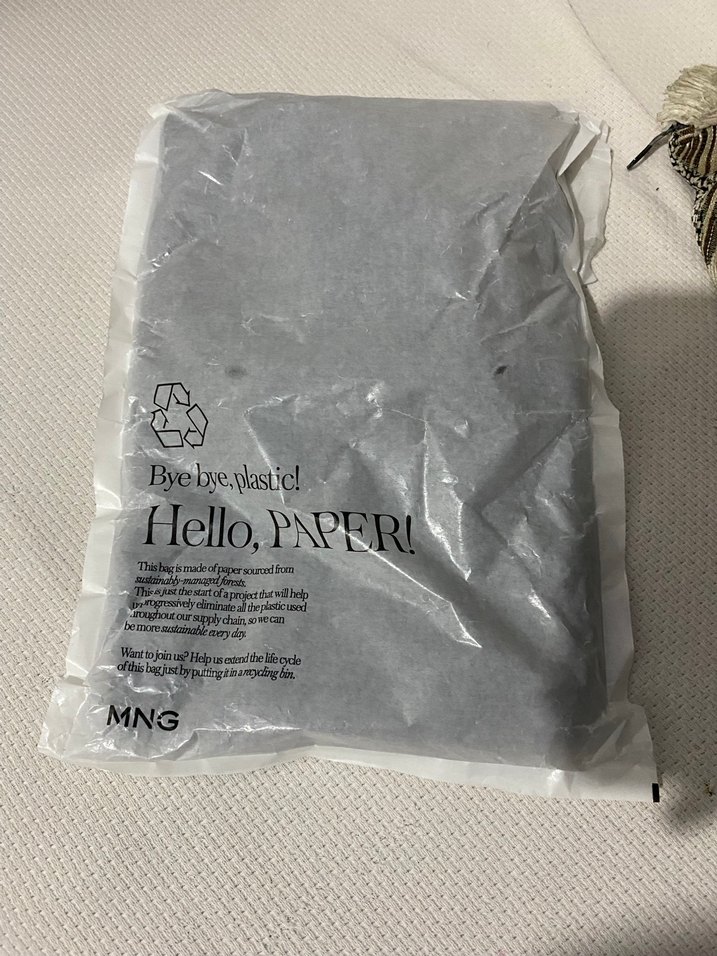 Bye bye, plastic!
Hello, PAPER!
This bag is made of paper sourced from
sustainably-managed forests.
This is just the start of a project that will help
progressively eliminate all the plastic used
throughout our supply chain, so we can
be more sustainable every day.
Want to join us? Help us extend the life cycle
of this bag just by putting it in a recycling bin.
MNG